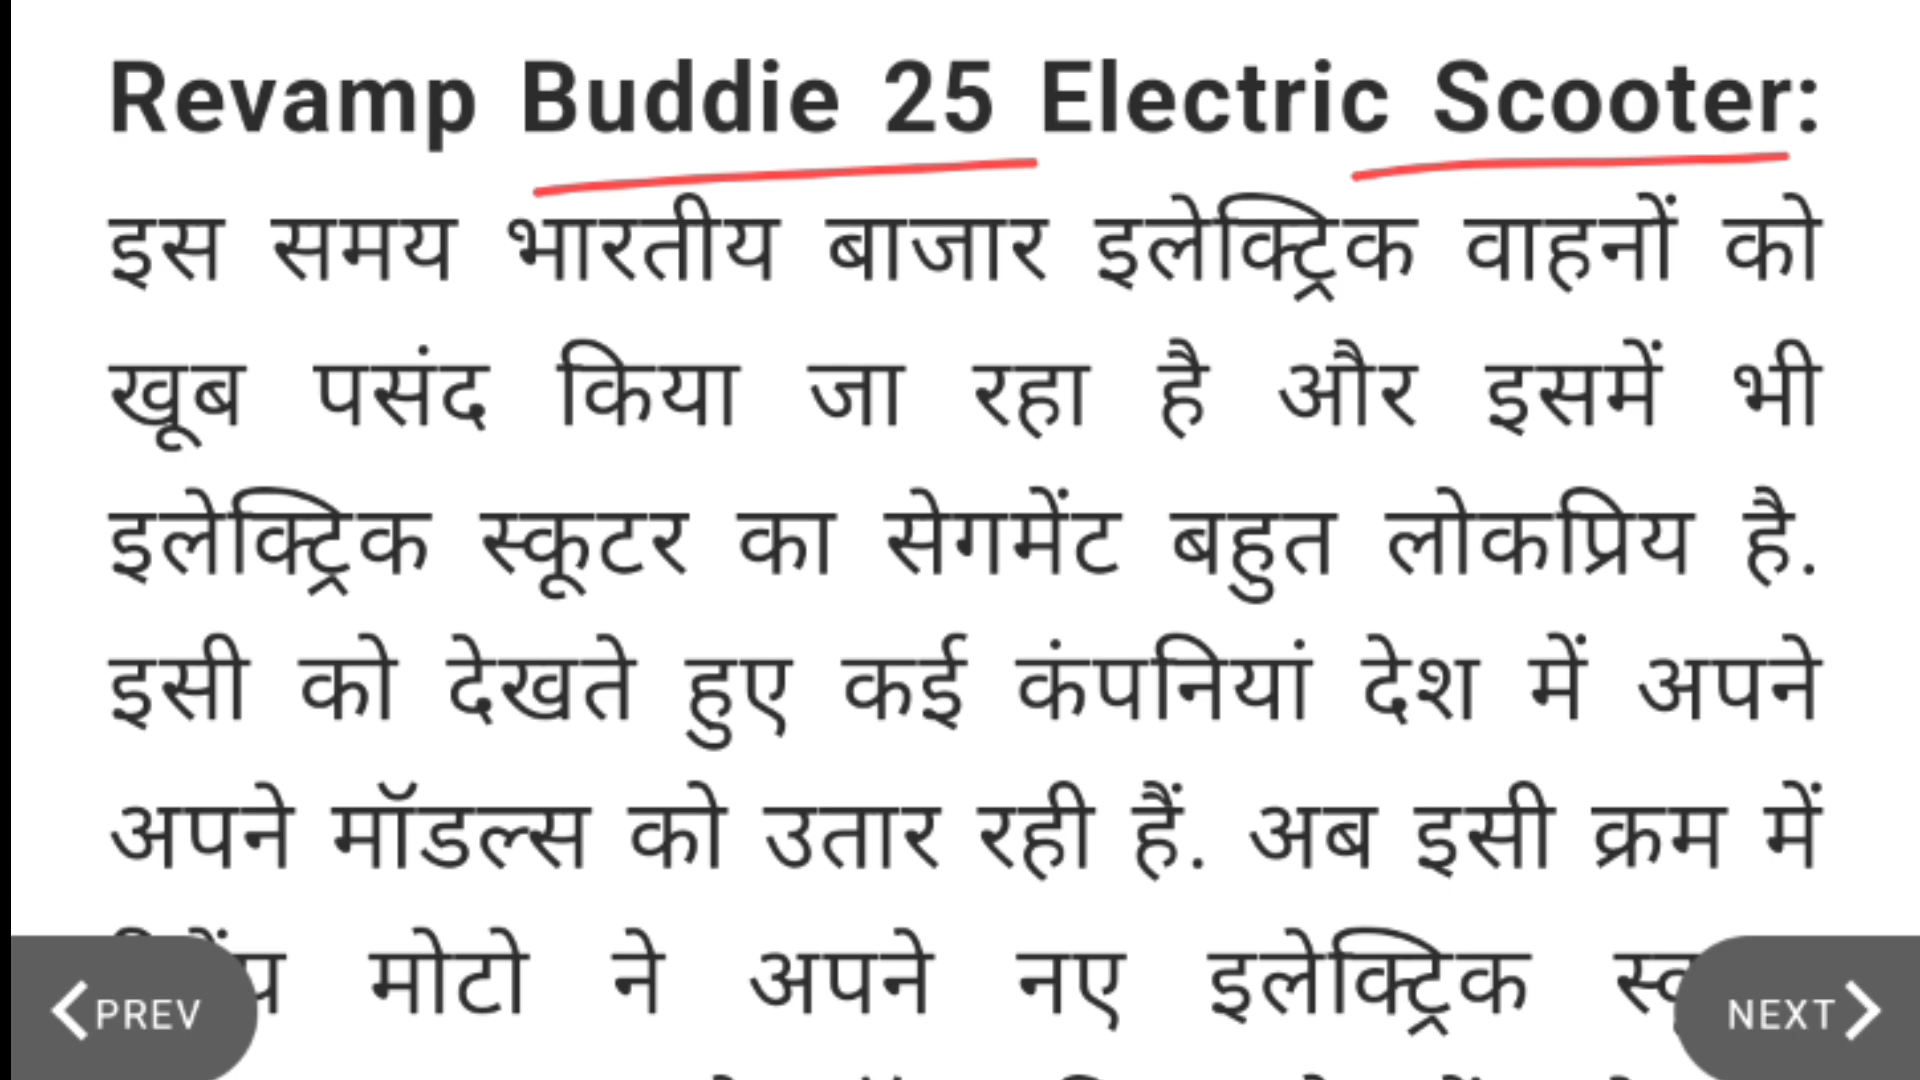 Revamp Buddie 25 Electric Scooter:
इस समय भारतीय बाजार इलेक्ट्रिक वाहनों को
खूब पसंद किया जा रहा है और इसमें भी
इलेक्ट्रिक स्कूटर का सेगमेंट बहुत लोकप्रिय है.
इसी को देखते हुए कई कंपनियां देश में अपने
अपने मॉडल्स को उतार रही हैं. अब इसी क्रम में
मोटो ने अपने नए इलेक्ट्रिक
PREV
NEXT